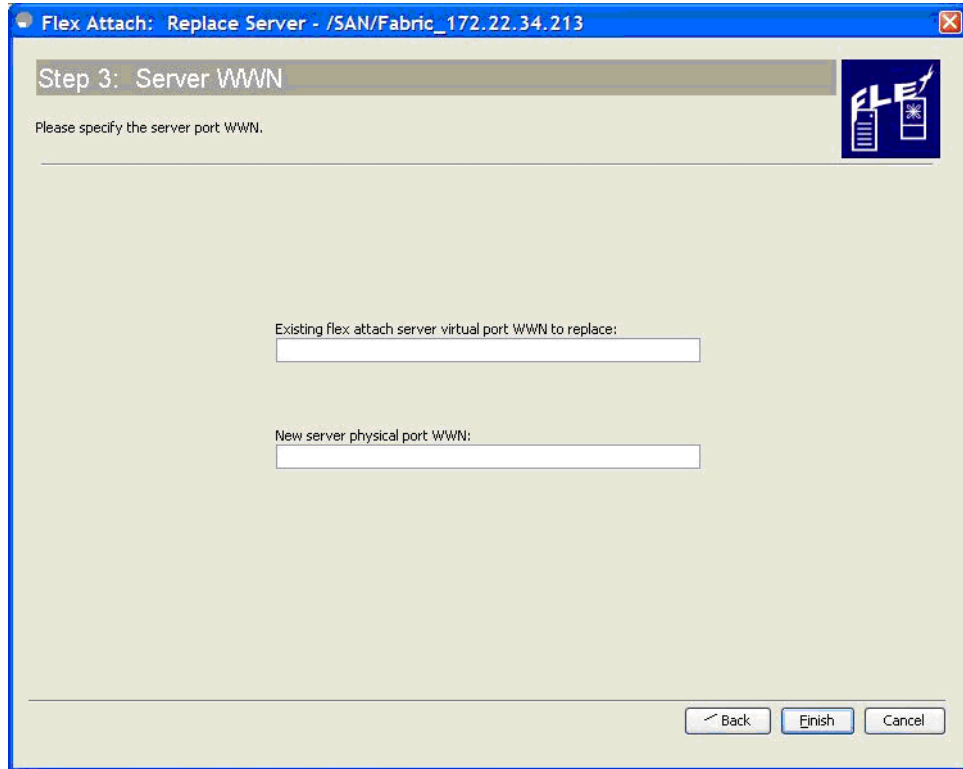 Flex Attach: Replace Server - /SAN/Fabric_172.22.34.213
Step 3: Server WWN
FLEX
Please specify the server port WWN.
Existing flex attach server virtual port WWN to replace:
New server physical port WWN:
Back Finish Cancel